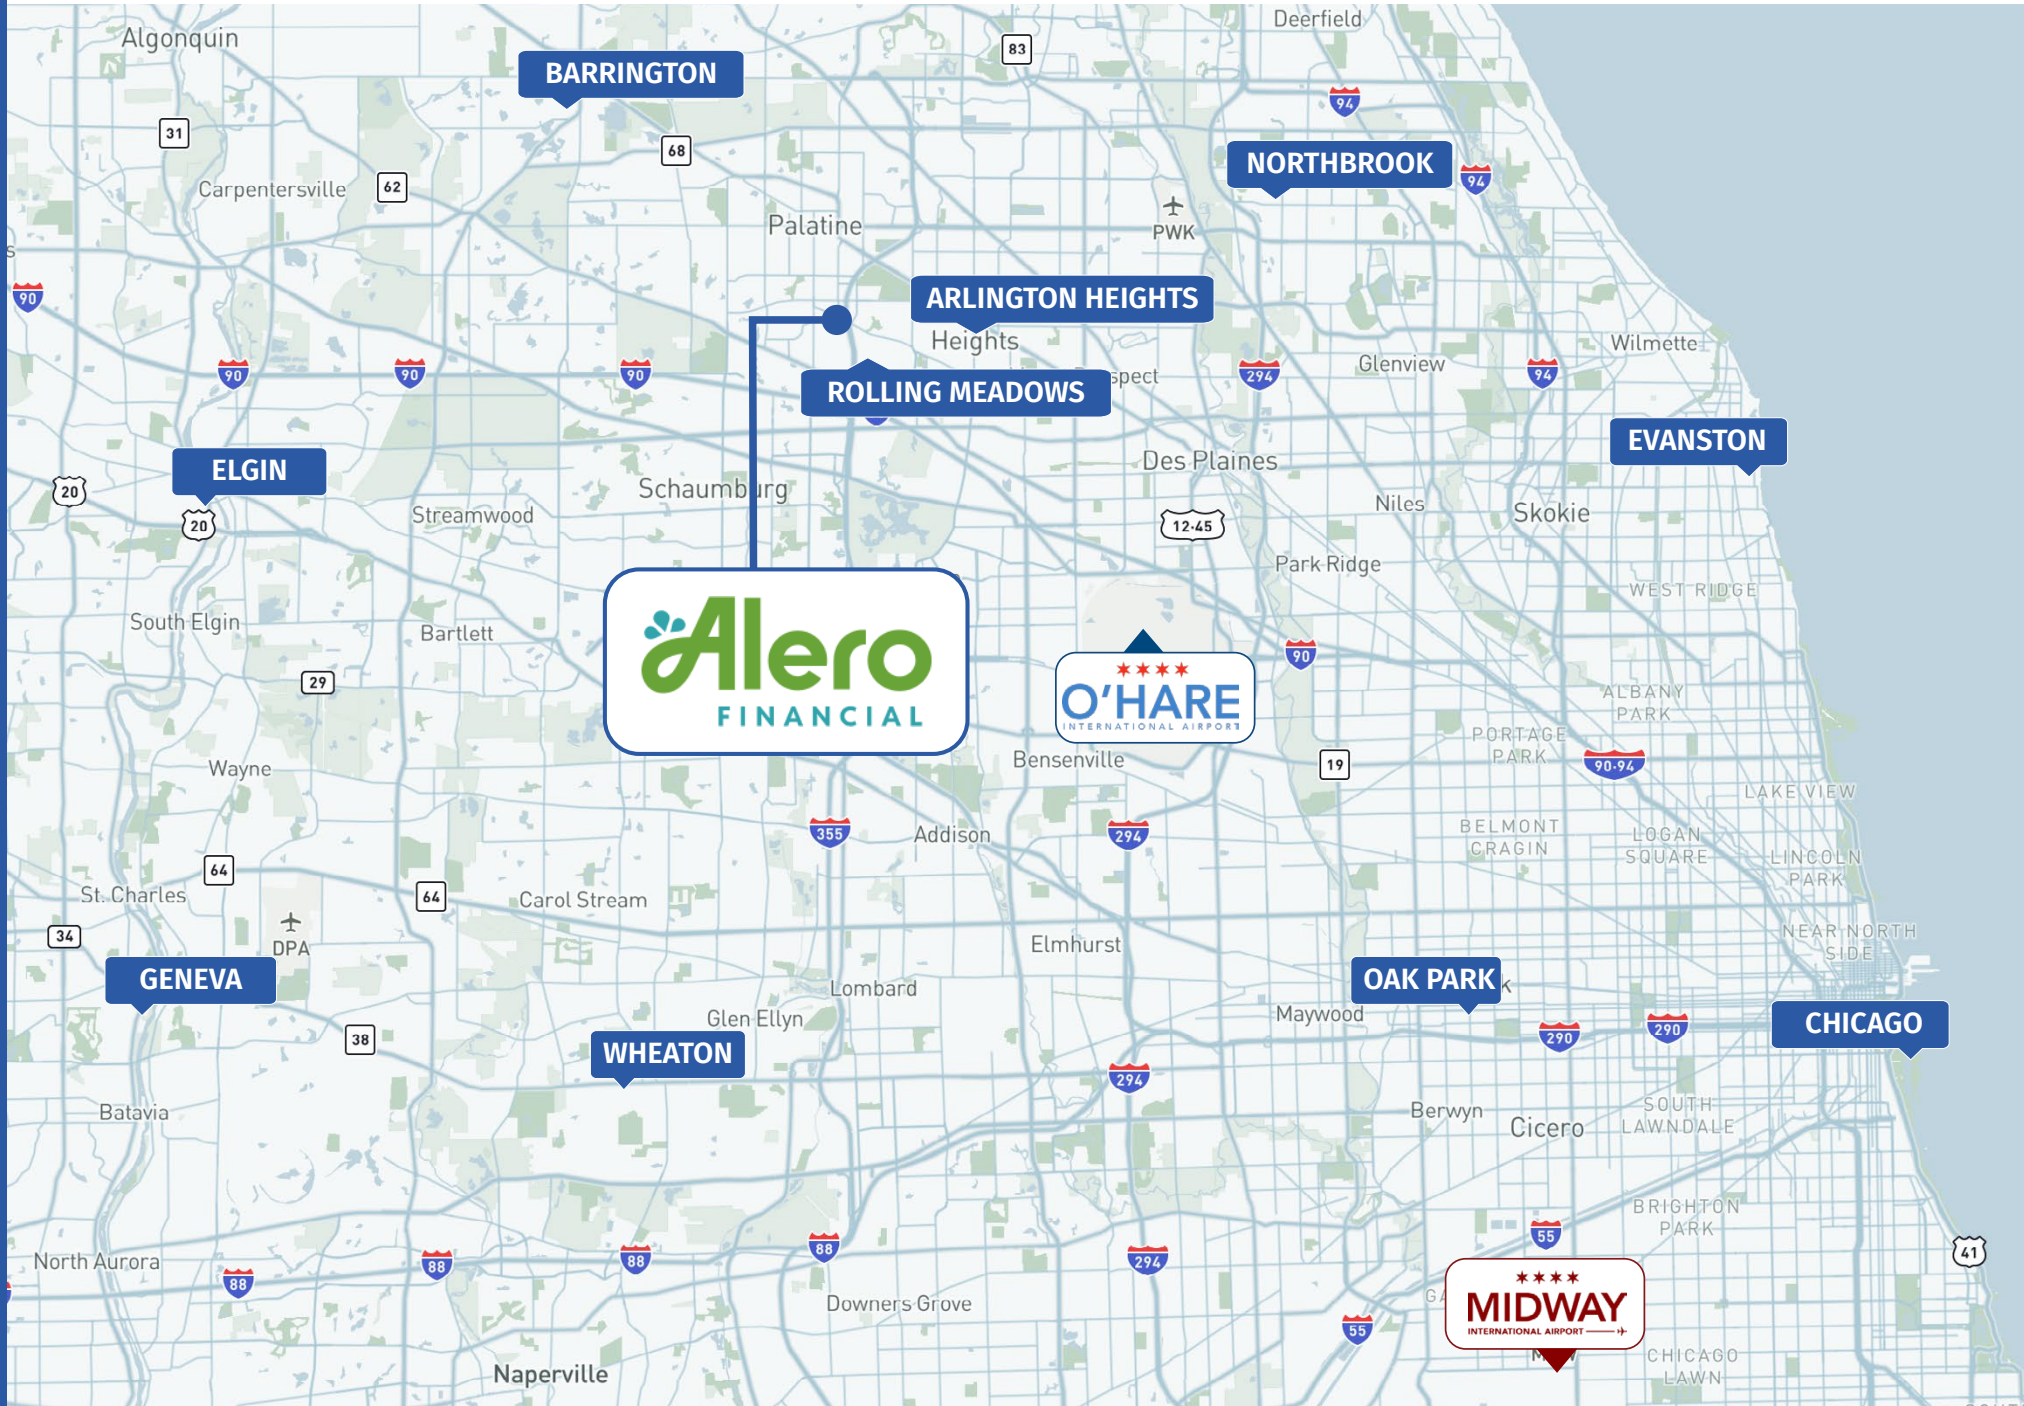 Deerfield
Algonquin
83
BARRINGTON
94
31
68
NORTHBROOK
94
Carpentersville
62
Palatine
PWK
s
90
ARLINGTON HEIGHTS
Heights
Wilmette
90
90
90
294
Glenview
94
spect
ROLLING MEADOWS
EVANSTON
ELGIN
Des Plaines
20
Schaumburg
Niles
Skokie
Streamwood
20
12·45
Park Ridge
WEST RIDGE
South Elgin
Bartlett
Alero
FINANCIAL
90
29
O'HARE
INTERNATIONAL AIRPORT
ALBANY
PARK
PORTAGE
PARK
Bensenville
19
90·94
Wayne
LAKE VIEW
355
Addison
294
BELMONT
CRAGIN
LOGAN
SQUARE
LINCOLN
PARK
64
St. Charles
64
Carol Stream
34
DPA
Elmhurst
NEAR NORTH
SIDE
GENEVA
OAK PARK
k
Lombard
Glen Ellyn
Maywood
CHICAGO
38
290
290
WHEATON
294
Batavia
Berwyn
Cicero
SOUTH
LAWNDALE
BRIGHTON
PARK
55
41
North Aurora
88
88
88
88
294
GA
MIDWAY
INTERNATIONAL AIRPORT
Downers Grove
55
CHICAGO
LAWN
Naperville